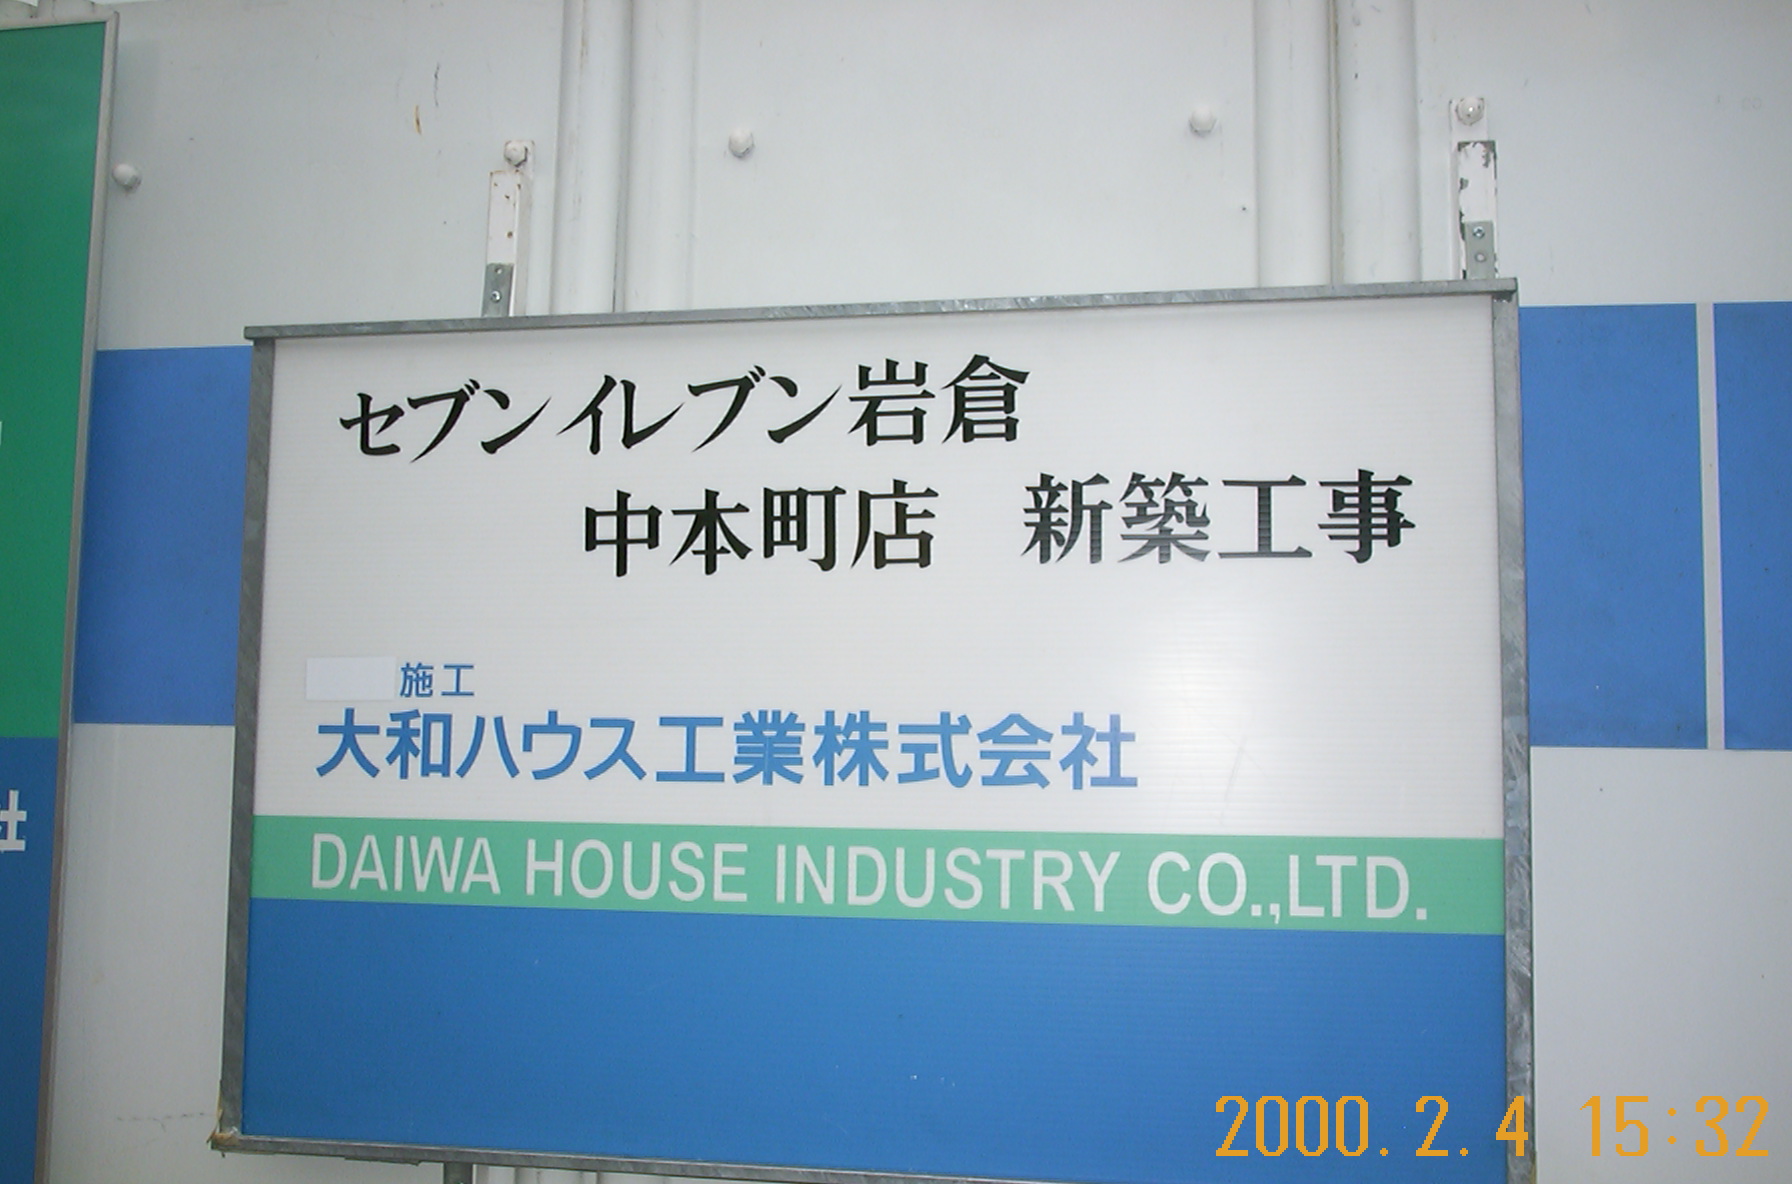 セブンイレブン岩倉
中本町店　新築工事
施工
大和ハウス工業株式会社
DAIWA HOUSE INDUSTRY CO.,LTD.
社
2000. 2. 4 15:32